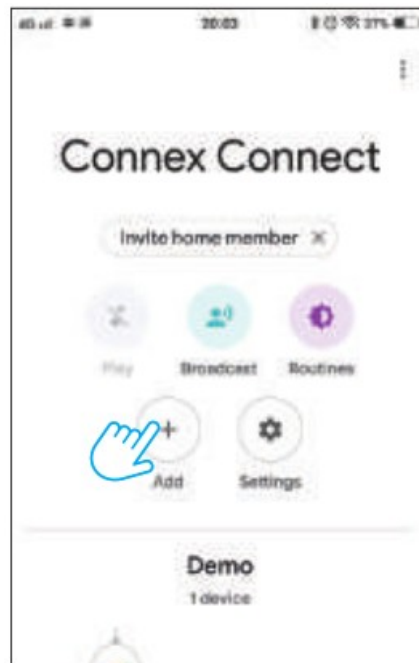 20:03
Connex Connect
Invite home member ×
Play Broadcast Routines
Add Settings
Demo
1 device